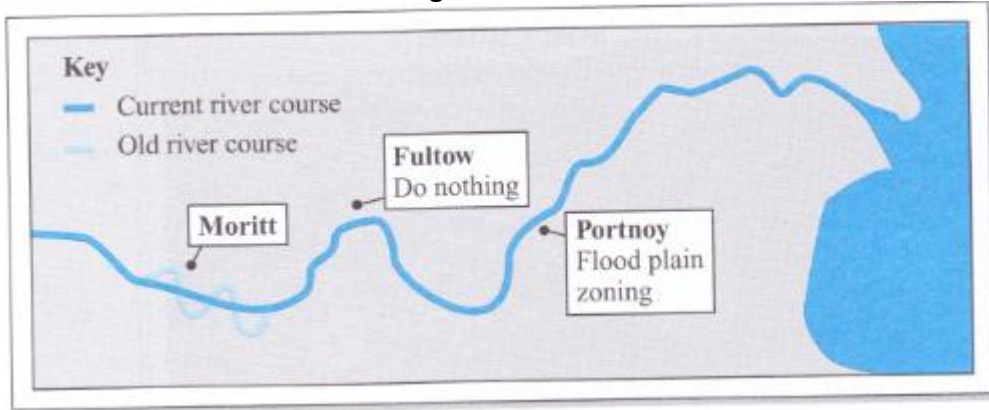 Key
Current river course
Old river course
Fultow
Do nothing
Moritt
Portnoy
Flood plain
zoning